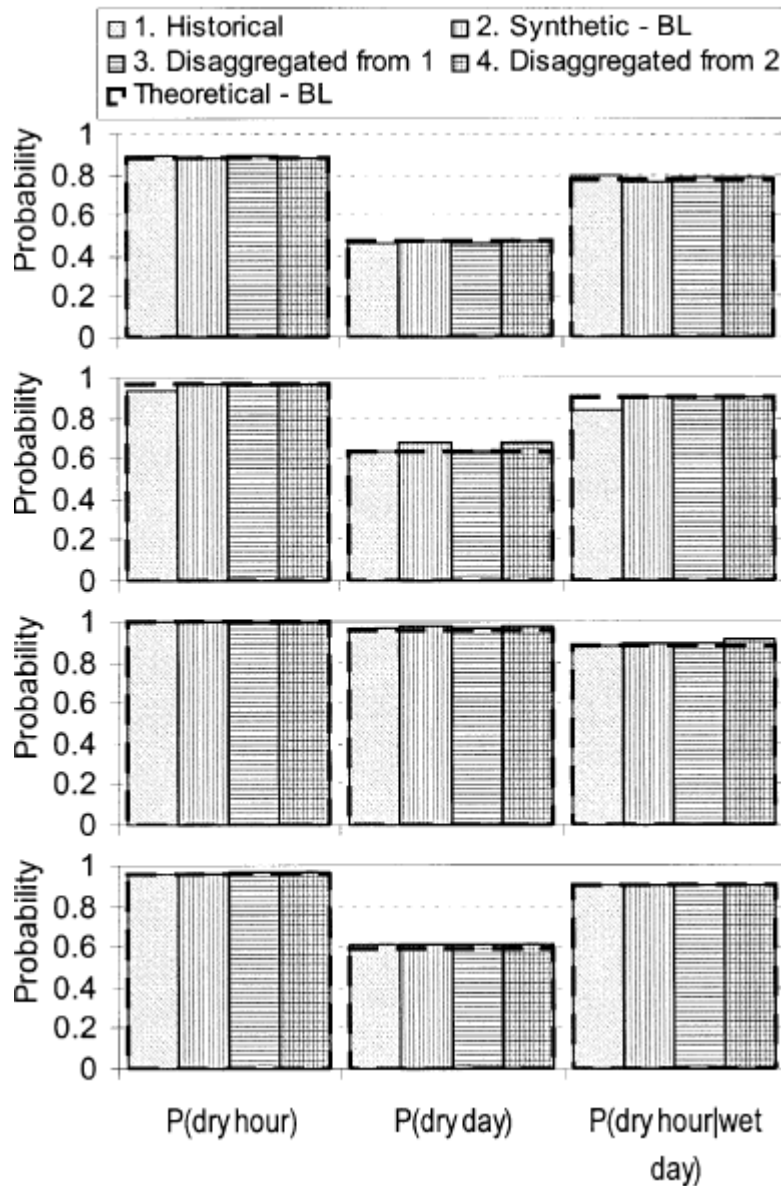 1. Historical 2. Synthetic - BL
3. Disaggregated from 1 4. Disaggregated from 2
Theoretical - BL
Probability
1
0.8
0.6
0.4
0.2
0
Probability
1
0.8
0.6
0.4
0.2
0
Probability
1
0.8
0.6
0.4
0.2
0
Probability
1
0.8
0.6
0.4
0.2
0
P(dry hour) P(dry day) P(dry hour|wet
day)